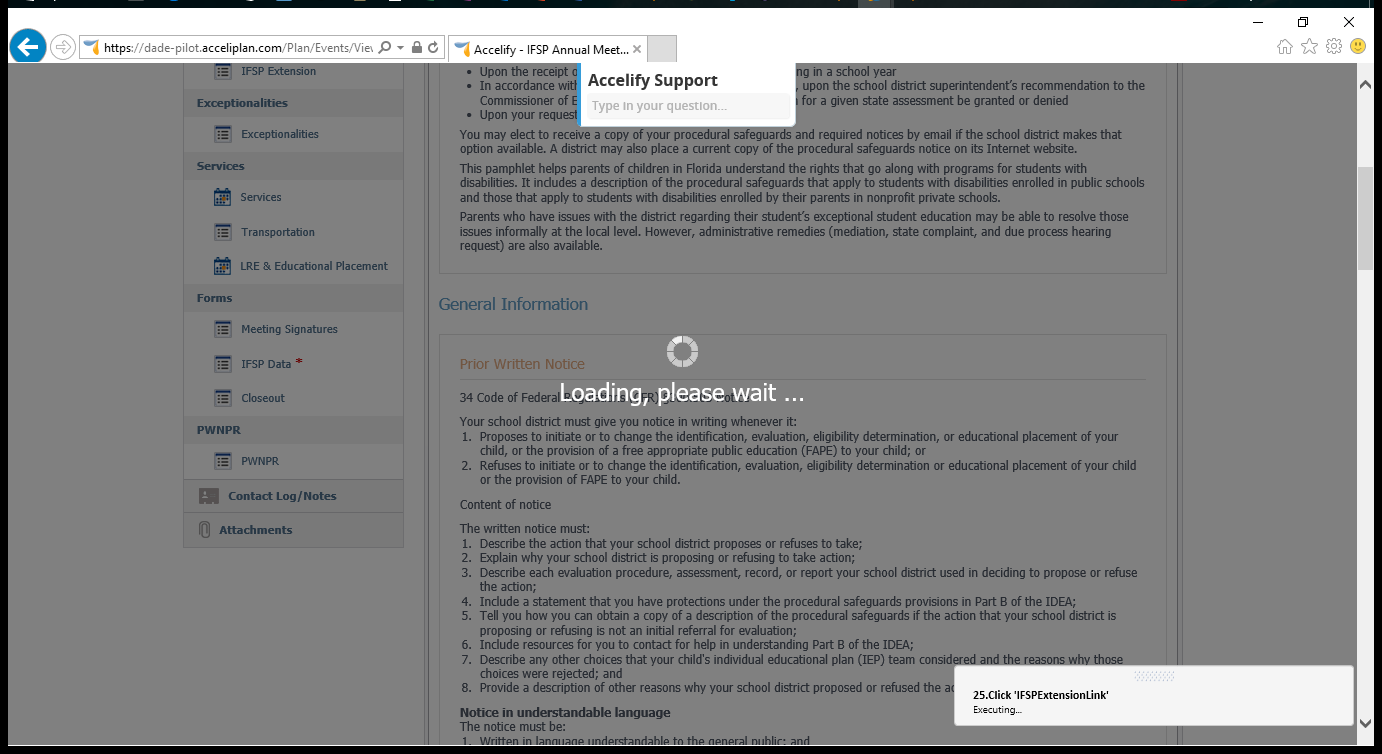 https://dade-pilot.acceliplan.com/Plan/Events/Viev
Accelify - IFSP Annual Meet...
Accelify Support
Type in your question...
IFSP Extension
Exceptionalities
Exceptionalities
Services
Services
Transportation
LRE & Educational Placement
Forms
Meeting Signatures
IFSP Data *
Closeout
PWNPR
PWNPR
Contact Log/Notes
Attachments
• Upon the receipt ing in a school year
• In accordance with , upon the school district superintendent's recommendation to the
Commissioner of for a given state assessment be granted or denied
• Upon your request
You may elect to receive a copy of your procedural safeguards and required notices by email if the school district makes that
option available. A district may also place a current copy of the procedural safeguards notice on its Internet website.
This pamphlet helps parents of children in Florida understand the rights that go along with programs for students with
disabilities. It includes a description of the procedural safeguards that apply to students with disabilities enrolled in public schools
and those that apply to students with disabilities enrolled by their parents in nonprofit private schools.
Parents who have issues with the district regarding their student's exceptional student education may be able to resolve those
issues informally at the local level. However, administrative remedies (mediation, state complaint, and due process hearing
request) are also available.
General Information
Prior Written Notice
Loading, please wait ...
34 Code of Federal
Your school district must give you notice in writing whenever it:
1. Proposes to initiate or to change the identification, evaluation, eligibility determination, or educational placement of your
child, or the provision of a free appropriate public education (FAPE) to your child; or
2. Refuses to initiate or to change the identification, evaluation, eligibility determination or educational placement of your child
or the provision of FAPE to your child.
Content of notice
The written notice must:
1. Describe the action that your school district proposes or refuses to take;
2. Explain why your school district is proposing or refusing to take action;
3. Describe each evaluation procedure, assessment, record, or report your school district used in deciding to propose or refuse
the action;
4. Include a statement that you have protections under the procedural safeguards provisions in Part B of the IDEA;
5. Tell you how you can obtain a copy of a description of the procedural safeguards if the action that your school district is
proposing or refusing is not an initial referral for evaluation;
6. Include resources for you to contact for help in understanding Part B of the IDEA;
7. Describe any other choices that your child's individual educational plan (IEP) team considered and the reasons why those
choices were rejected; and
8. Provide a description of other reasons why your school district proposed or refused the
Notice in understandable language
The notice must be:
1. Written in language understandable to the general public; and
25.Click 'IFSPExtensionLink'
Executing...